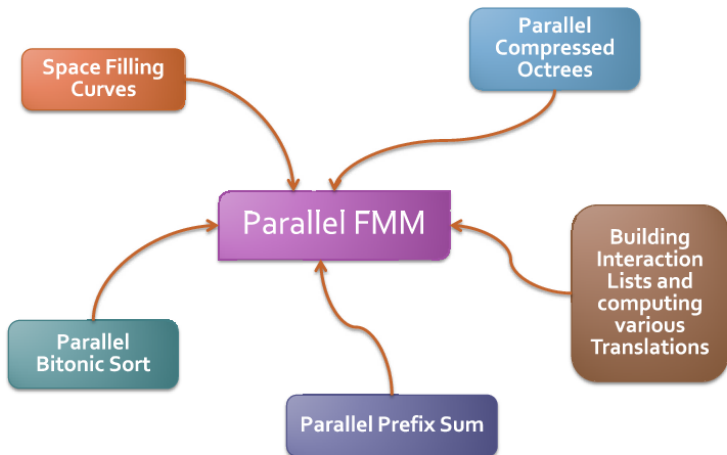 Space Filling
Curves
Parallel
Compressed
Octrees
Parallel FMM
Building
Interaction
Lists and
computing
various
Translations
Parallel
Bitonic Sort
Parallel Prefix Sum